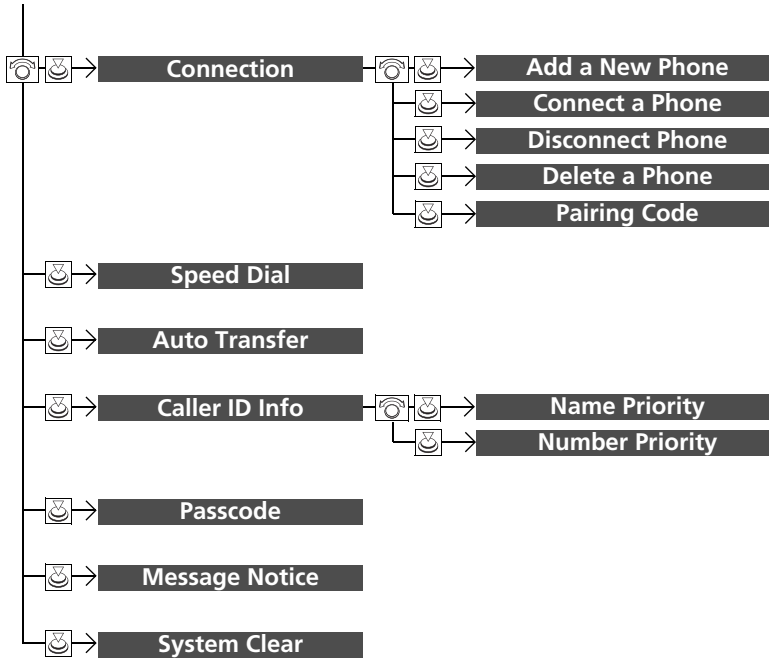 Connection
Add a New Phone
Connect a Phone
Disconnect Phone
Delete a Phone
Pairing Code
Speed Dial
Auto Transfer
Caller ID Info
Name Priority
Number Priority
Passcode
Message Notice
System Clear